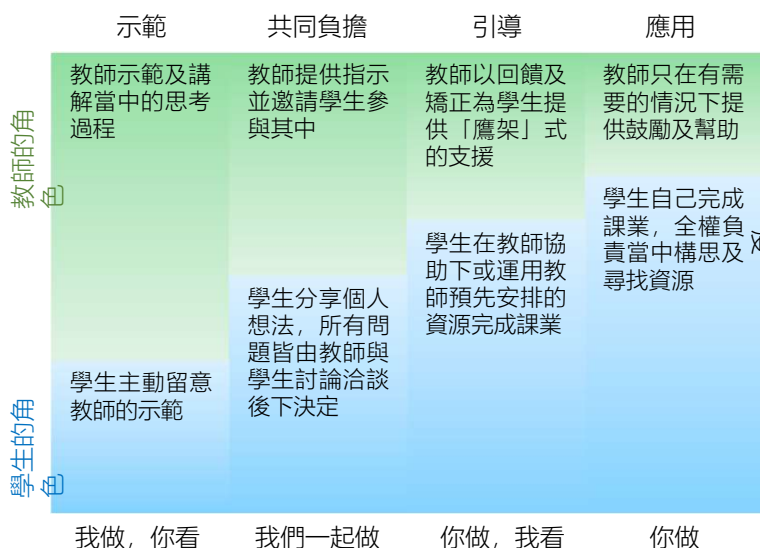 示範
共同負擔
引導
應用
教師的角
色
教師示範及講
解當中的思考
過程
教師提供指示
並邀請學生參
與其中
教師以回饋及
矯正為學生提
供「鷹架」式
的支援
教師只在有需
要的情況下提
供鼓勵及幫助
學生的角
色
學生主動留意
教師的示範
學生分享個人
想法，所有問
題皆由教師與
學生討論洽談
後下決定
學生在教師協
助下或運用教
師預先安排的
資源完成課業
學生自己完成
課業，全權負
責當中構思及
尋找資源
我做，你看
我們一起做
你做，我看
你做